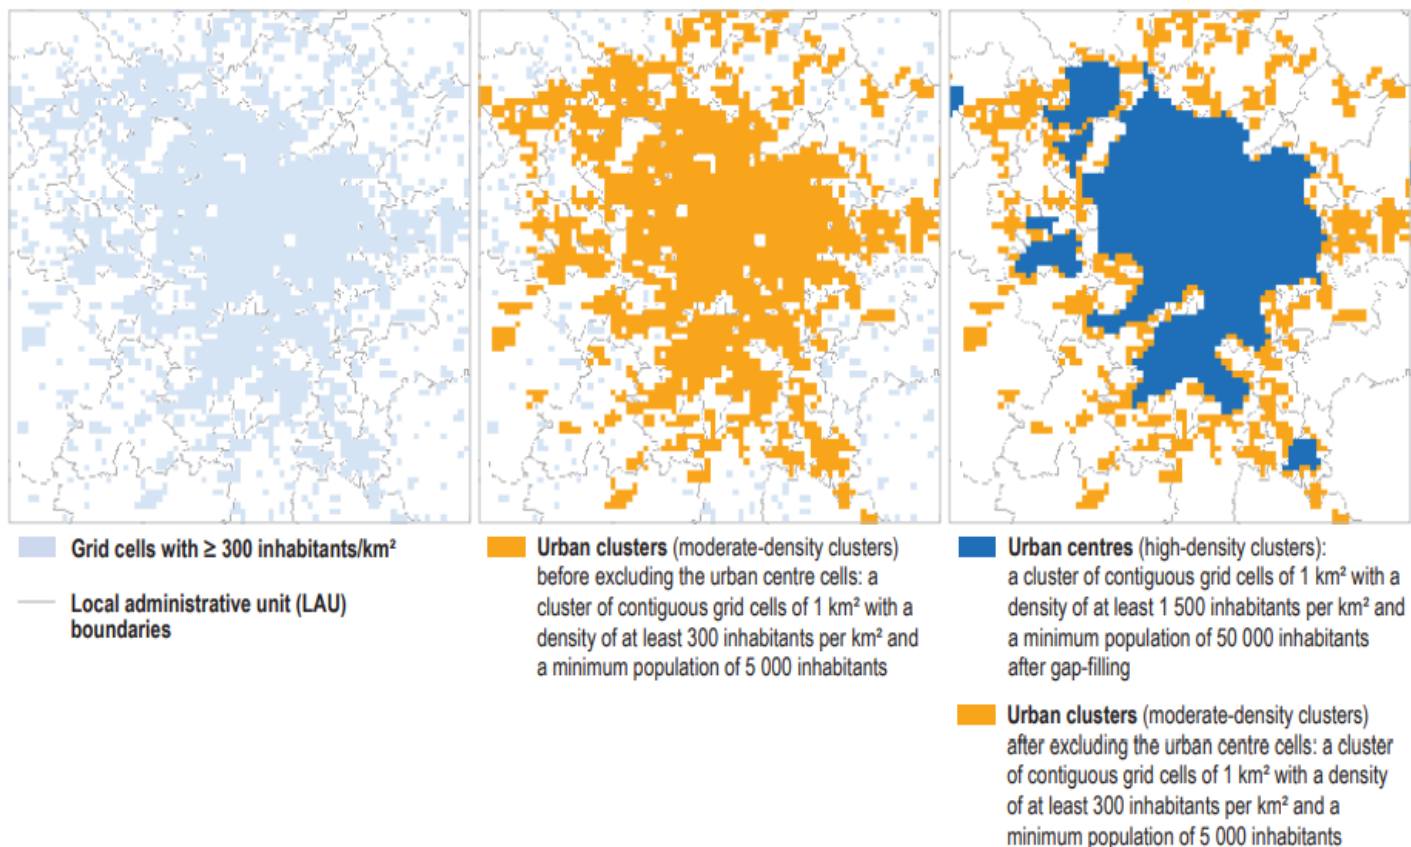 Grid cells with ≥ 300 inhabitants/km²
Local administrative unit (LAU)
boundaries
Urban clusters (moderate-density clusters)
before excluding the urban centre cells: a
cluster of contiguous grid cells of 1 km² with a
density of at least 300 inhabitants per km² and
a minimum population of 5 000 inhabitants
Urban centres (high-density clusters):
a cluster of contiguous grid cells of 1 km² with a
density of at least 1 500 inhabitants per km² and
a minimum population of 50 000 inhabitants
after gap-filling
Urban clusters (moderate-density clusters)
after excluding the urban centre cells: a cluster
of contiguous grid cells of 1 km² with a density
of at least 300 inhabitants per km² and a
minimum population of 5 000 inhabitants